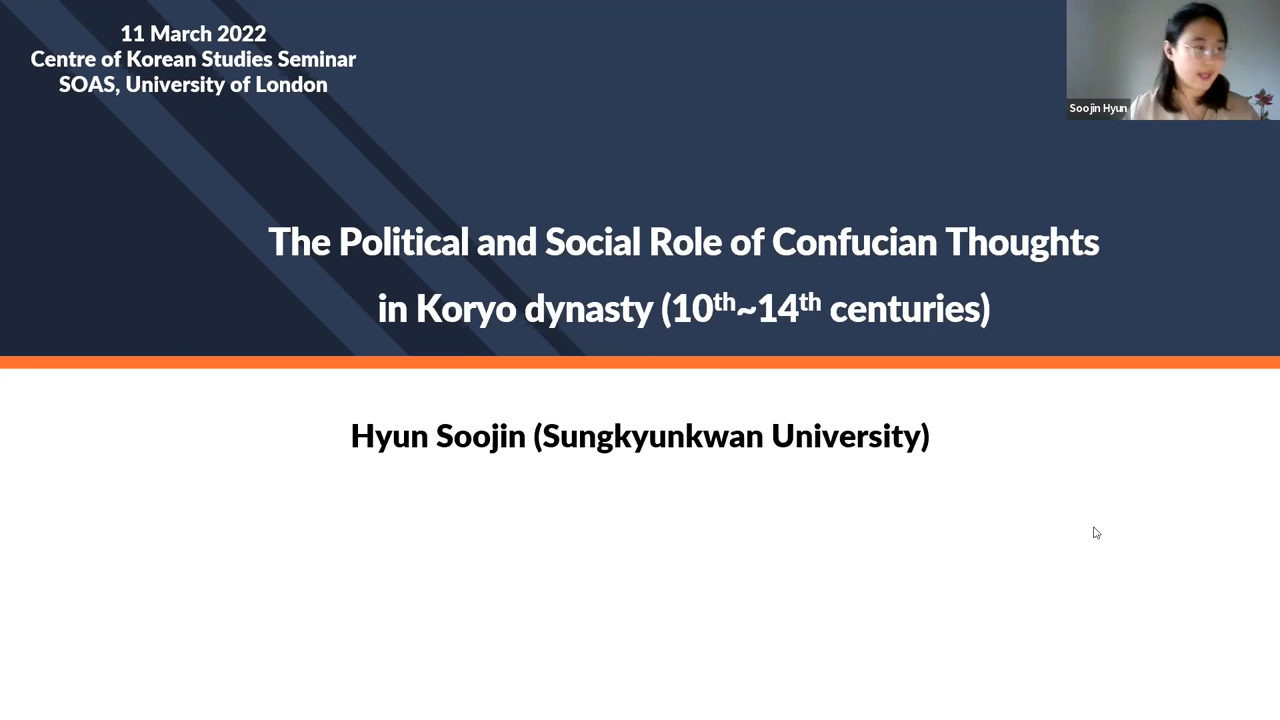 11 March 2022
Centre of Korean Studies Seminar
SOAS, University of London
Soojin Hyun
The Political and Social Role of Confucian Thoughts
in Koryo dynasty (10th~14th centuries)
Hyun Soojin (Sungkyunkwan University)